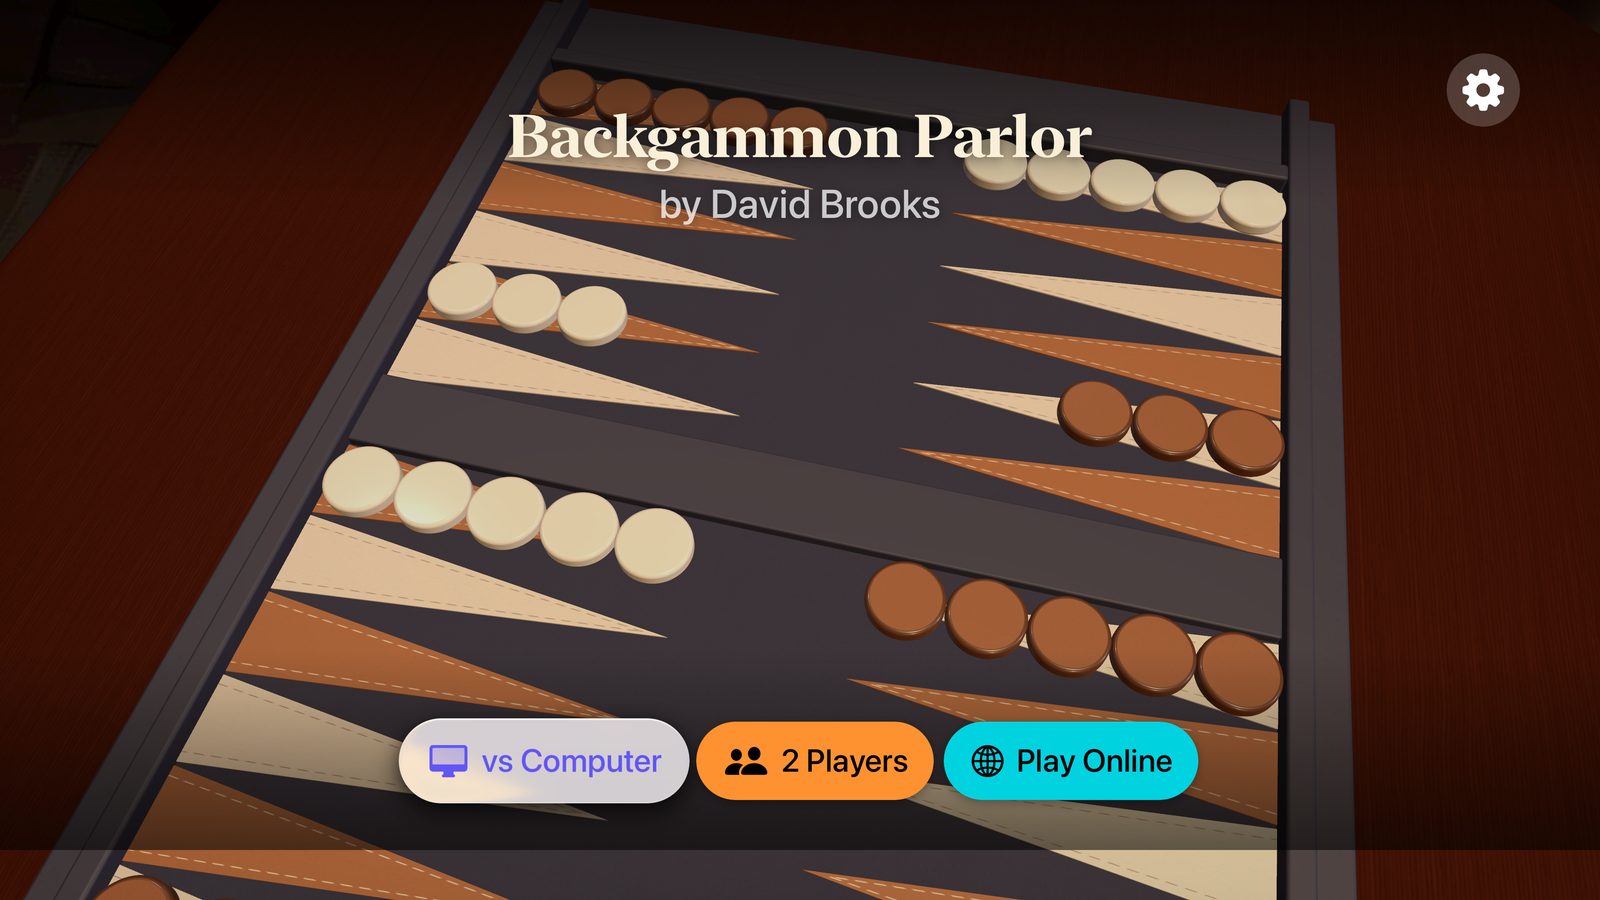 Backgammon Parlor
by David Brooks
vs Computer
2 Players
Play Online